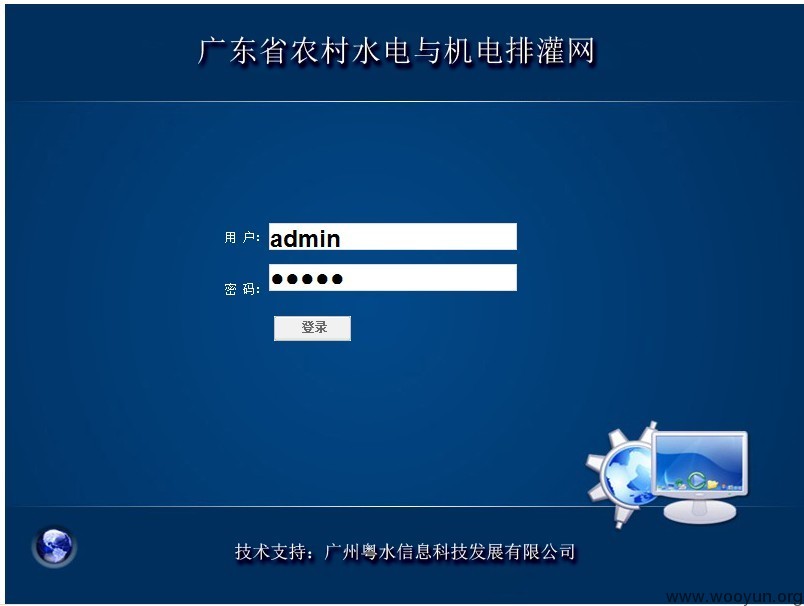 广东省农村水电与机电排灌网
用 户: admin
密 码: ●●●●●
登录
技术支持：广州粤水信息科技发展有限公司
www.wooyun.org